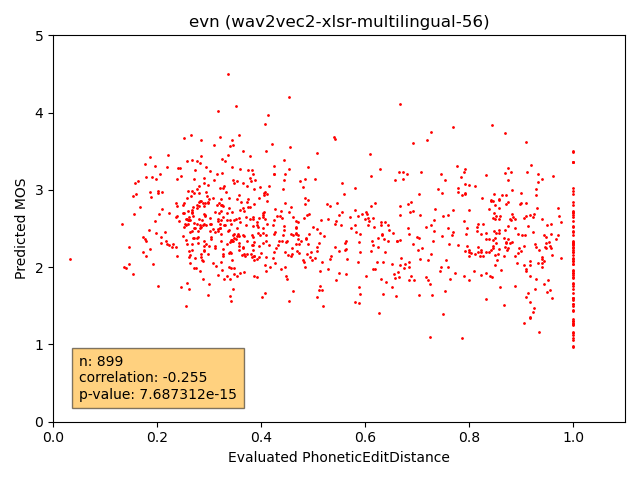 evn (wav2vec2-xlsr-multilingual-56)
5
4
3
2
1
0
Predicted MOS
n: 899
correlation: -0.255
p-value: 7.687312e-15
0.0 0.2 0.4 0.6 0.8 1.0
Evaluated PhoneticEditDistance